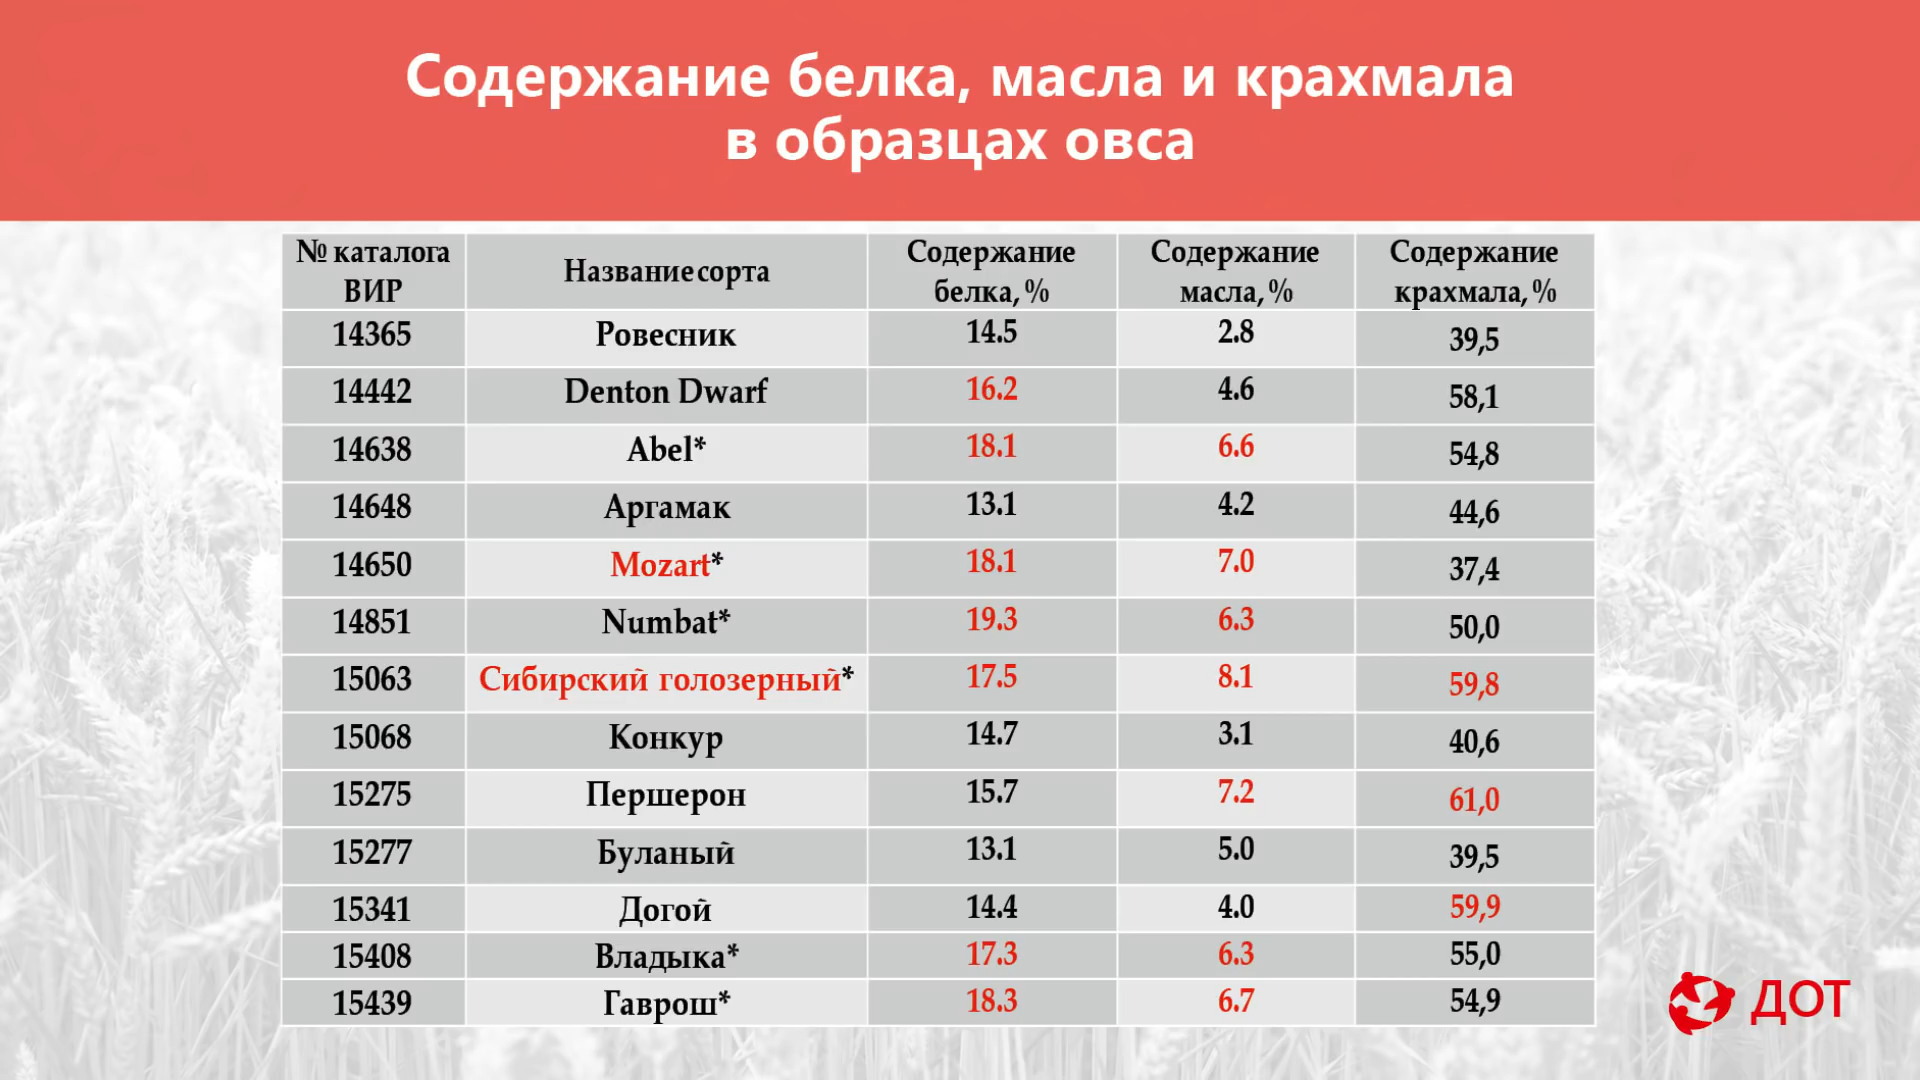 Содержание белка, масла и крахмала
в образцах овса
№ каталога ВИР Название сорта Содержание белка, % Содержание масла, % Содержание крахмала, %
14365 Ровесник 14.5 2.8 39,5
14442 Denton Dwarf 16.2 4.6 58,1
14638 Abel* 18.1 6.6 54,8
14648 Аргамак 13.1 4.2 44,6
14650 Mozart* 18.1 7.0 37,4
14851 Numbat* 19.3 6.3 50,0
15063 Сибирский голозерный* 17.5 8.1 59,8
15068 Конкур 14.7 3.1 40,6
15275 Першерон 15.7 7.2 61,0
15277 Буланый 13.1 5.0 39,5
15341 Догой 14.4 4.0 59,9
15408 Владыка* 17.3 6.3 55,0
15439 Гаврош* 18.3 6.7 54,9
ДОТ